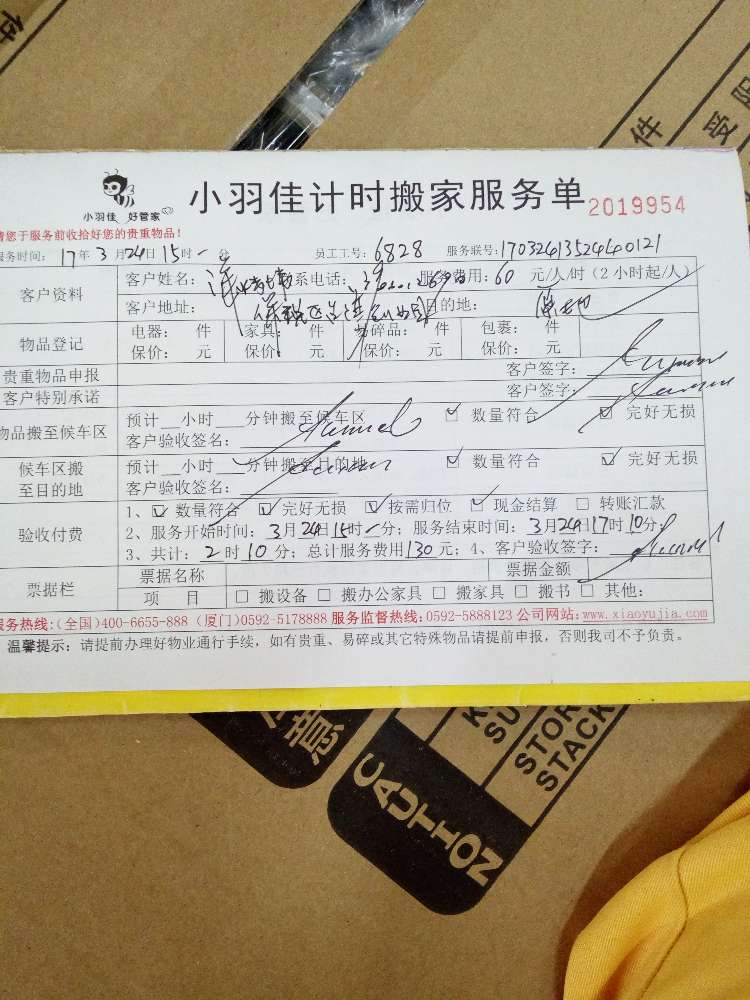 件
受阳
件
小羽佳 好管家
小羽佳计时搬家服务单 2019954
请您于服务前收拾好您的贵重物品！
服务时间：17年3月24日15时-分 员工工号：6828 服务联号：1703241352440121
客户资料 客户姓名： 联系电话： 服务费用：60 元/人/时（2小时起/人）
客户地址： 目的地：
物品登记 电器： 件 家具： 件 易碎品： 件 包裹： 件
保价： 元 保价： 元 保价： 元 保价： 元
贵重物品申报 客户签字：
客户特别承诺 客户签字：
物品搬至候车区 预计__小时__分钟搬至候车区 ☑ 数量符合 ☑ 完好无损
客户验收签名：
候车区搬至目的地 预计__小时__分钟搬至目的地 ☑ 数量符合 ☑ 完好无损
客户验收签名：
验收付费 1、☑ 数量符合 ☑ 完好无损 ☑ 按需归位 ☑ 现金结算 □ 转账汇款
2、服务开始时间：3月24日15时-分；服务结束时间：3月24日17时10分；
3、共计：2时10分；总计服务费用130元；4、客户验收签字：
票据栏 票据名称 票据金额
项 目 □ 搬设备 □ 搬办公家具 □ 搬家具 □ 搬书 □ 其他：
服务热线：（全国）400-6655-888（厦门）0592-5178888 服务监督热线：0592-5888123 公司网站：www.xiaoyujia.com
温馨提示：请提前办理好物业通行手续，如有贵重、易碎或其它特殊物品请提前申报，否则我司不予负责。
意
CAUTION
STOR
STACK